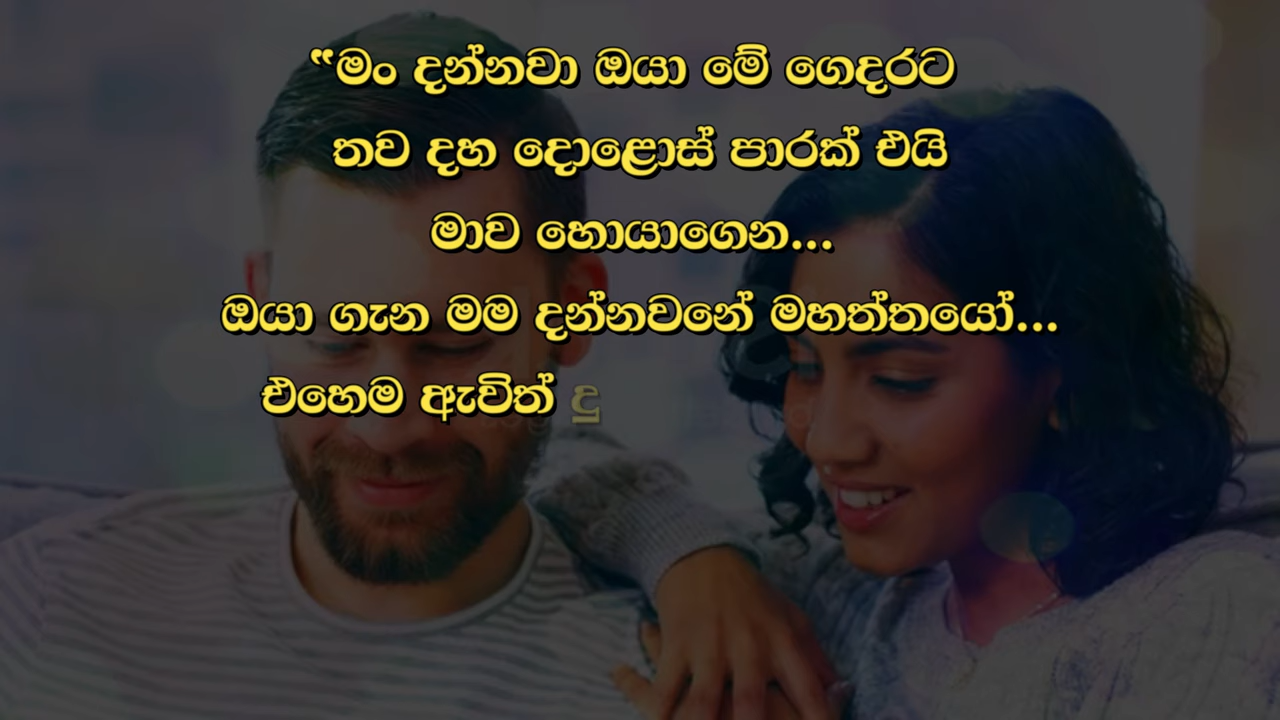 “මං දන්නවා ඔයා මේ ගෙදරට
තව දහ දොළොස් පාරක් එයි
මාව හොයාගෙන...
ඔයා ගැන මම දන්නවනේ මහත්තයෝ...
එහෙම ඇවිත් දු